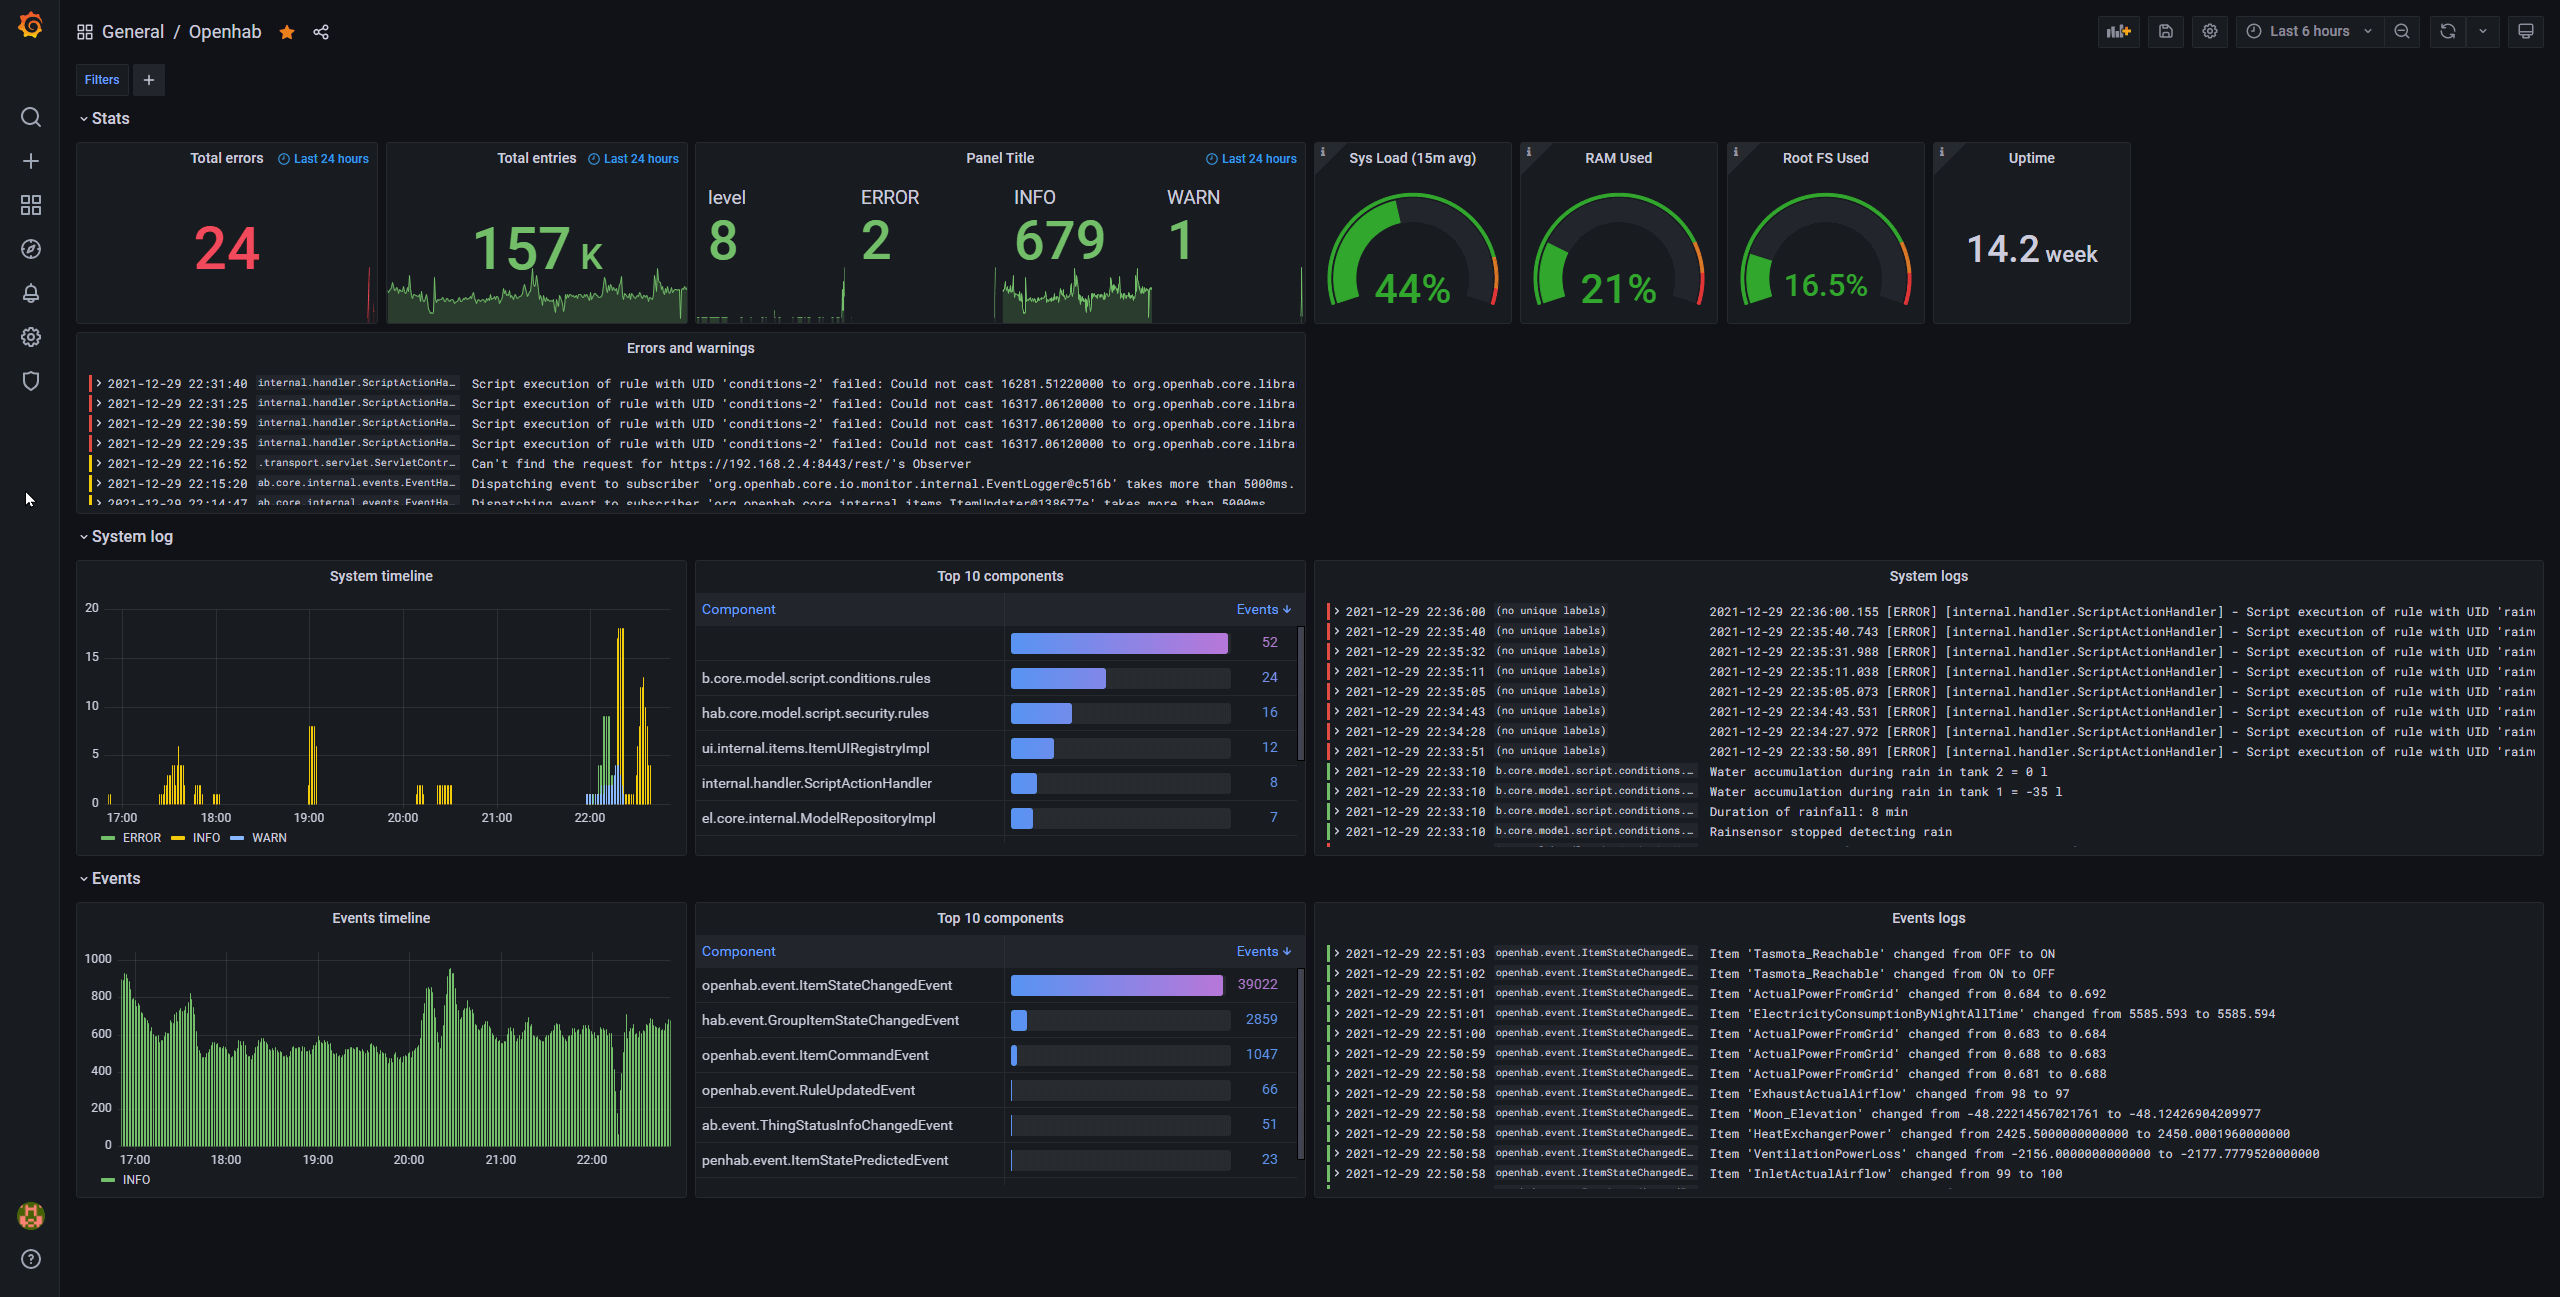 General / Openhab
Last 6 hours
Filters
Stats
Total errors Last 24 hours
24
Total entries Last 24 hours
157 K
Panel Title Last 24 hours
level ERROR INFO WARN
8 2 679 1
Sys Load (15m avg)
44%
RAM Used
21%
Root FS Used
16.5%
Uptime
14.2 week
Errors and warnings
2021-12-29 22:31:40 internal.handler.ScriptActionHa… Script execution of rule with UID 'conditions-2' failed: Could not cast 16281.51220000 to org.openhab.core.libra
2021-12-29 22:31:25 internal.handler.ScriptActionHa… Script execution of rule with UID 'conditions-2' failed: Could not cast 16317.06120000 to org.openhab.core.libra
2021-12-29 22:30:59 internal.handler.ScriptActionHa… Script execution of rule with UID 'conditions-2' failed: Could not cast 16317.06120000 to org.openhab.core.libra
2021-12-29 22:29:35 internal.handler.ScriptActionHa… Script execution of rule with UID 'conditions-2' failed: Could not cast 16317.06120000 to org.openhab.core.libra
2021-12-29 22:16:52 .transport.servlet.ServletContr… Can't find the request for https://192.168.2.4:8443/rest/'s Observer
2021-12-29 22:15:20 ab.core.internal.events.EventHa… Dispatching event to subscriber 'org.openhab.core.io.monitor.internal.EventLogger@c516b' takes more than 5000ms.
2021-12-29 22:14:47 ab.core.internal.events.EventHa… Dispatching event to subscriber 'org.openhab.core.internal.items.ItemUpdater@138677e' takes more than 5000ms.
System log
System timeline
20
15
10
5
0
17:00 18:00 19:00 20:00 21:00 22:00
ERROR INFO WARN
Top 10 components
Component Events
52
b.core.model.script.conditions.rules 24
hab.core.model.script.security.rules 16
ui.internal.items.ItemUIRegistryImpl 12
internal.handler.ScriptActionHandler 8
el.core.internal.ModelRepositoryImpl 7
System logs
2021-12-29 22:36:00 (no unique labels) 2021-12-29 22:36:00.155 [ERROR] [internal.handler.ScriptActionHandler] - Script execution of rule with UID 'rain
2021-12-29 22:35:40 (no unique labels) 2021-12-29 22:35:40.743 [ERROR] [internal.handler.ScriptActionHandler] - Script execution of rule with UID 'rain
2021-12-29 22:35:32 (no unique labels) 2021-12-29 22:35:31.988 [ERROR] [internal.handler.ScriptActionHandler] - Script execution of rule with UID 'rain
2021-12-29 22:35:11 (no unique labels) 2021-12-29 22:35:11.038 [ERROR] [internal.handler.ScriptActionHandler] - Script execution of rule with UID 'rain
2021-12-29 22:35:05 (no unique labels) 2021-12-29 22:35:05.073 [ERROR] [internal.handler.ScriptActionHandler] - Script execution of rule with UID 'rain
2021-12-29 22:34:43 (no unique labels) 2021-12-29 22:34:43.531 [ERROR] [internal.handler.ScriptActionHandler] - Script execution of rule with UID 'rain
2021-12-29 22:34:28 (no unique labels) 2021-12-29 22:34:27.972 [ERROR] [internal.handler.ScriptActionHandler] - Script execution of rule with UID 'rain
2021-12-29 22:33:51 (no unique labels) 2021-12-29 22:33:50.891 [ERROR] [internal.handler.ScriptActionHandler] - Script execution of rule with UID 'rain
2021-12-29 22:33:10 b.core.model.script.conditions.… Water accumulation during rain in tank 2 = 0 l
2021-12-29 22:33:10 b.core.model.script.conditions.… Water accumulation during rain in tank 1 = -35 l
2021-12-29 22:33:10 b.core.model.script.conditions.… Duration of rainfall: 8 min
2021-12-29 22:33:10 b.core.model.script.conditions.… Rainsensor stopped detecting rain
Events
Events timeline
1000
800
600
400
200
0
17:00 18:00 19:00 20:00 21:00 22:00
INFO
Top 10 components
Component Events
openhab.event.ItemStateChangedEvent 39022
hab.event.GroupItemStateChangedEvent 2859
openhab.event.ItemCommandEvent 1047
openhab.event.RuleUpdatedEvent 66
ab.event.ThingStatusInfoChangedEvent 51
penhab.event.ItemStatePredictedEvent 23
Events logs
2021-12-29 22:51:03 openhab.event.ItemStateChangedE… Item 'Tasmota_Reachable' changed from OFF to ON
2021-12-29 22:51:02 openhab.event.ItemStateChangedE… Item 'Tasmota_Reachable' changed from ON to OFF
2021-12-29 22:51:01 openhab.event.ItemStateChangedE… Item 'ActualPowerFromGrid' changed from 0.684 to 0.692
2021-12-29 22:51:01 openhab.event.ItemStateChangedE… Item 'ElectricityConsumptionByNightAllTime' changed from 5585.593 to 5585.594
2021-12-29 22:51:00 openhab.event.ItemStateChangedE… Item 'ActualPowerFromGrid' changed from 0.683 to 0.684
2021-12-29 22:50:59 openhab.event.ItemStateChangedE… Item 'ActualPowerFromGrid' changed from 0.688 to 0.683
2021-12-29 22:50:58 openhab.event.ItemStateChangedE… Item 'ActualPowerFromGrid' changed from 0.681 to 0.688
2021-12-29 22:50:58 openhab.event.ItemStateChangedE… Item 'ExhaustActualAirflow' changed from 98 to 97
2021-12-29 22:50:58 openhab.event.ItemStateChangedE… Item 'Moon_Elevation' changed from -48.22214567021761 to -48.12426904209977
2021-12-29 22:50:58 openhab.event.ItemStateChangedE… Item 'HeatExchangerPower' changed from 2425.5000000000000 to 2450.0001960000000
2021-12-29 22:50:58 openhab.event.ItemStateChangedE… Item 'VentilationPowerLoss' changed from -2156.0000000000000 to -2177.7779520000000
2021-12-29 22:50:58 openhab.event.ItemStateChangedE… Item 'InletActualAirflow' changed from 99 to 100